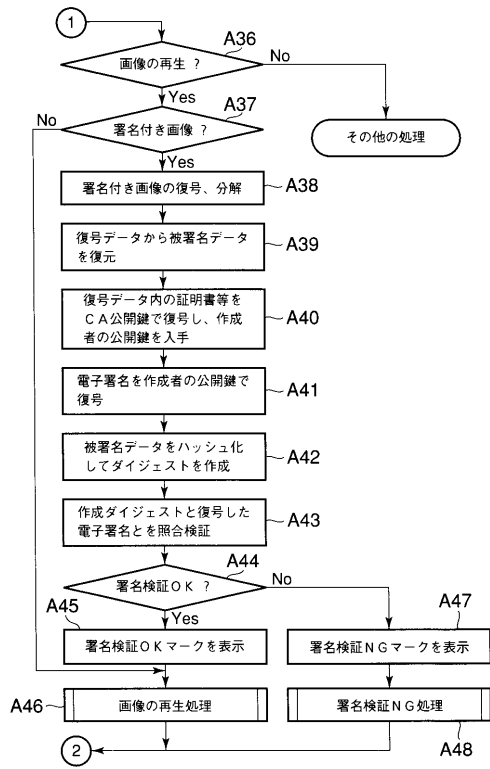 1
A36
画像の再生 ?
No
Yes
A37
No
署名付き画像 ?
その他の処理
Yes
署名付き画像の復号、分解
A38
復号データから被署名データ
を復元
A39
復号データ内の証明書等を
CA公開鍵で復号し、作成
者の公開鍵を入手
A40
電子署名を作成者の公開鍵で
復号
A41
被署名データをハッシュ化
してダイジェストを作成
A42
作成ダイジェストと復号した
電子署名とを照合検証
A43
A44
署名検証OK ?
No
Yes
A45
署名検証OKマークを表示
A47
署名検証NGマークを表示
A46
画像の再生処理
署名検証NG処理
A48
2